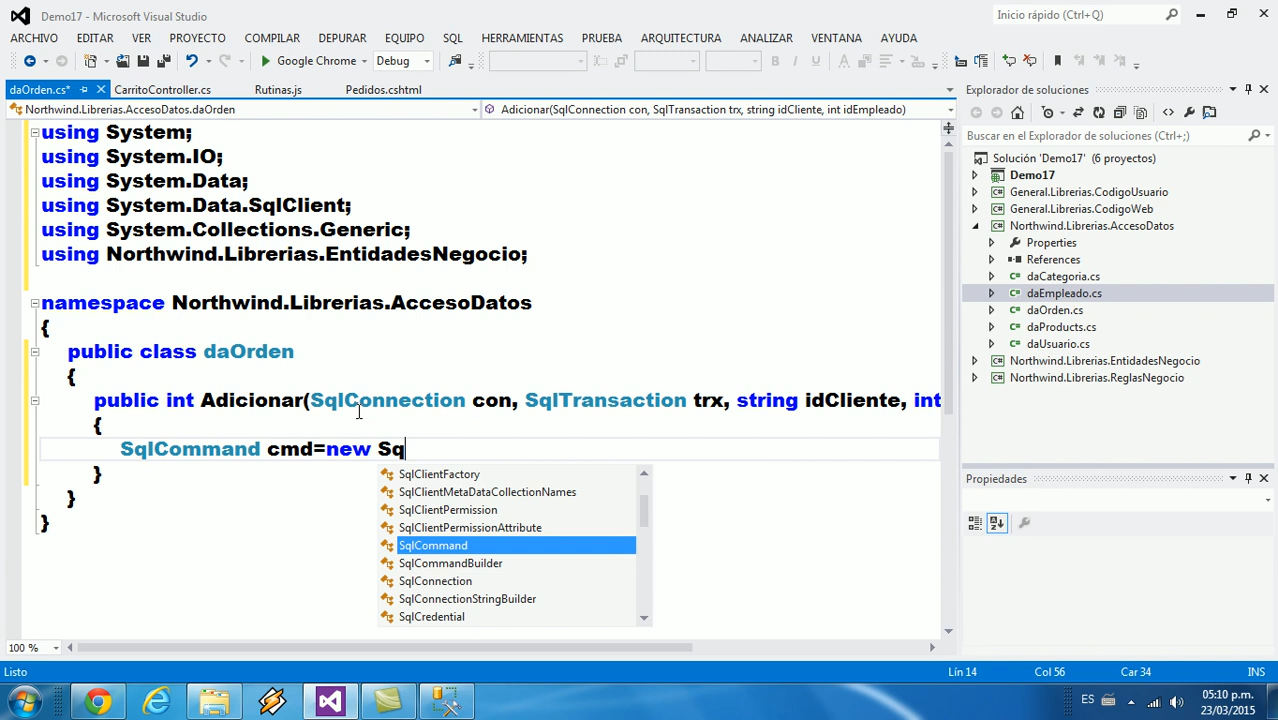 Demo17 - Microsoft Visual Studio
Inicio rápido (Ctrl+Q)
ARCHIVO EDITAR VER PROYECTO COMPILAR DEPURAR EQUIPO SQL HERRAMIENTAS PRUEBA ARQUITECTURA ANALIZAR VENTANA AYUDA
Google Chrome Debug
daOrden.cs* CarritoController.cs Rutinas.js Pedidos.cshtml
Northwind.Librerias.AccesoDatos.daOrden
Adicionar(SqlConnection con, SqlTransaction trx, string idCliente, int idEmpleado)
using System;
using System.IO;
using System.Data;
using System.Data.SqlClient;
using System.Collections.Generic;
using Northwind.Librerias.EntidadesNegocio;
namespace Northwind.Librerias.AccesoDatos
{
public class daOrden
{
public int Adicionar(SqlConnection con, SqlTransaction trx, string idCliente, int
{
SqlCommand cmd=new Sq
}
}
}
SqlClientFactory
SqlClientMetaDataCollectionNames
SqlClientPermission
SqlClientPermissionAttribute
SqlCommand
SqlCommandBuilder
SqlConnection
SqlConnectionStringBuilder
SqlCredential
100 %
Explorador de soluciones
Buscar en el Explorador de soluciones (Ctrl+;)
Solución 'Demo17' (6 proyectos)
Demo17
General.Librerias.CodigoUsuario
General.Librerias.CodigoWeb
Northwind.Librerias.AccesoDatos
Properties
References
daCategoria.cs
daEmpleado.cs
daOrden.cs
daProducts.cs
daUsuario.cs
Northwind.Librerias.EntidadesNegocio
Northwind.Librerias.ReglasNegocio
Propiedades
Listo Lín 14 Col 56 Car 34 INS
ES
05:10 p.m.
23/03/2015